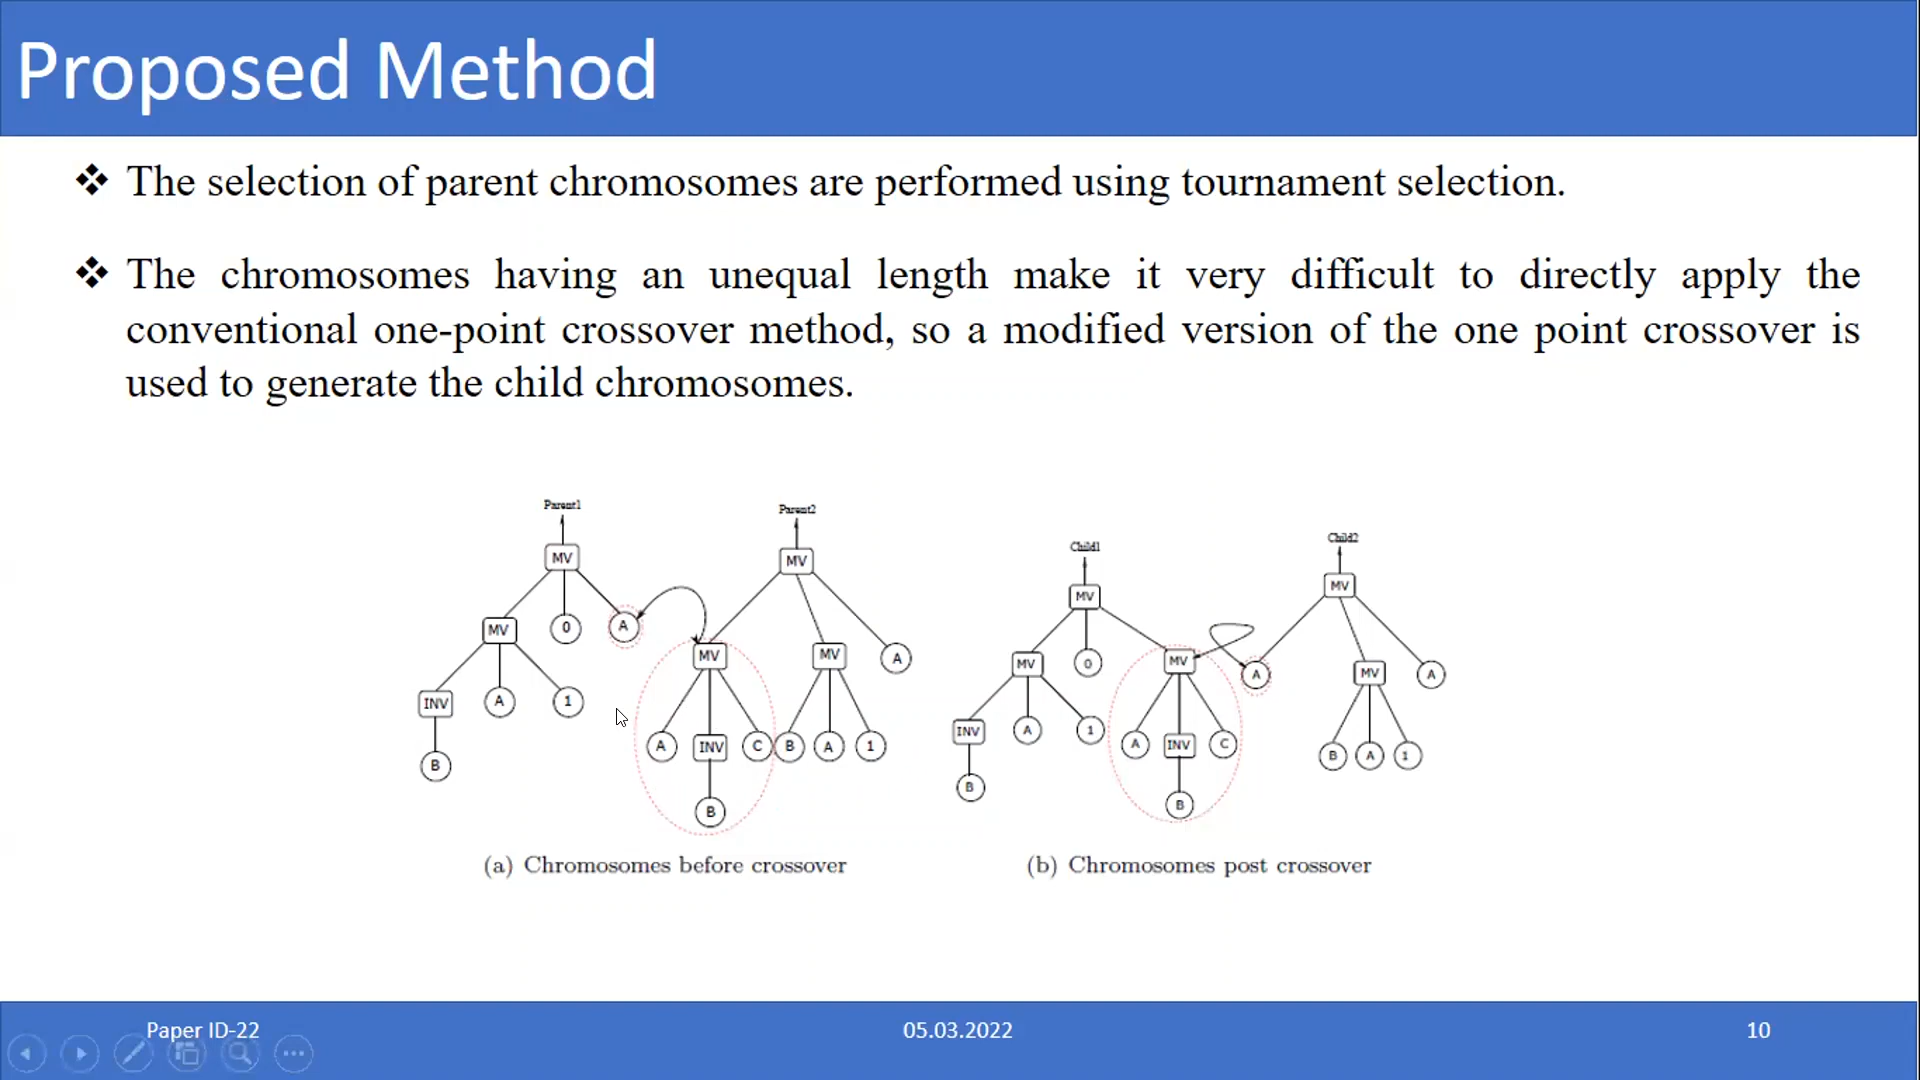 Proposed Method
❖ The selection of parent chromosomes are performed using tournament selection.
❖ The chromosomes having an unequal length make it very difficult to directly apply the
conventional one-point crossover method, so a modified version of the one point crossover is
used to generate the child chromosomes.
Parent1
MV
MV 0 A
INV A 1
B
Parent2
MV
MV MV A
A INV C B A 1
B
Child1
MV
MV 0 MV
INV A 1 A INV C
B B
Child2
MV
A MV A
B A 1
(a) Chromosomes before crossover
(b) Chromosomes post crossover
Paper ID-22
05.03.2022
10